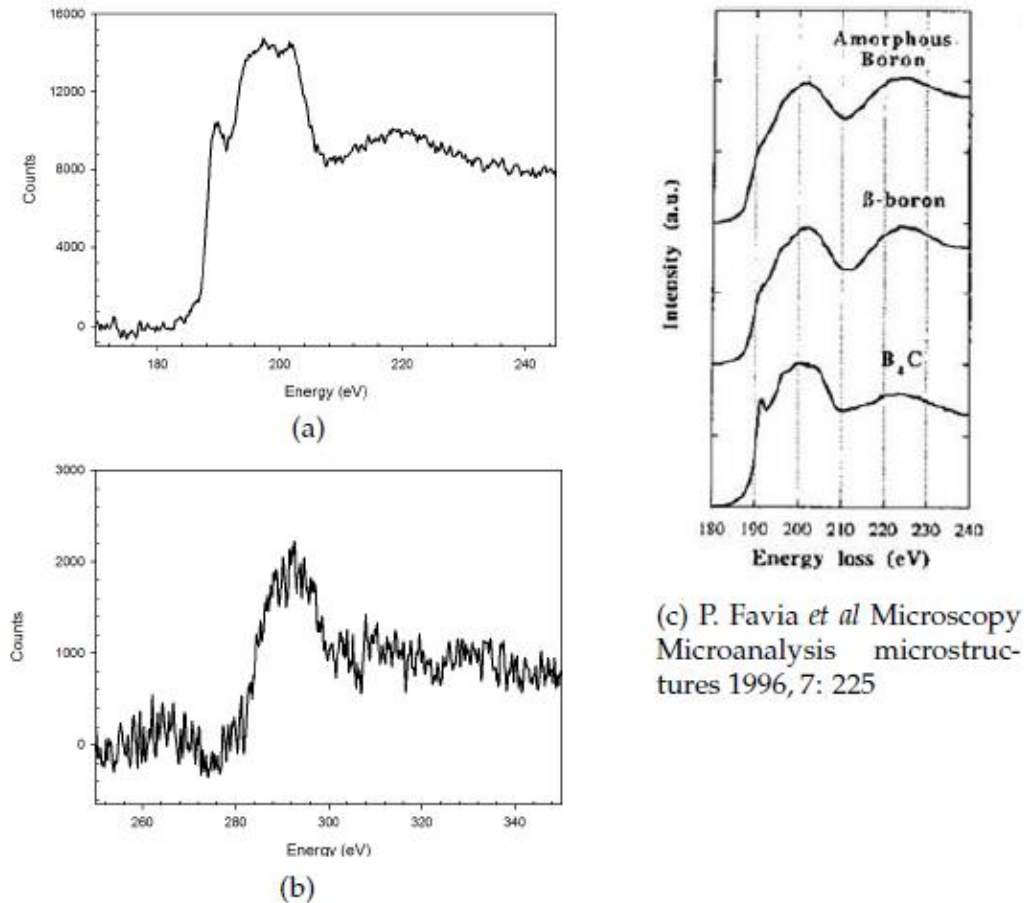 16000
12000
8000
4000
0
Counts
180 200 220 240
Energy (eV)
(a)
3000
2000
1000
0
Counts
260 280 300 320 340
Energy (eV)
(b)
Amorphous
Boron
ß-boron
B4C
Intensity (a.u.)
180 190 200 210 220 230 240
Energy loss (eV)
(c) P. Favia et al Microscopy
Microanalysis microstruc-
tures 1996, 7: 225